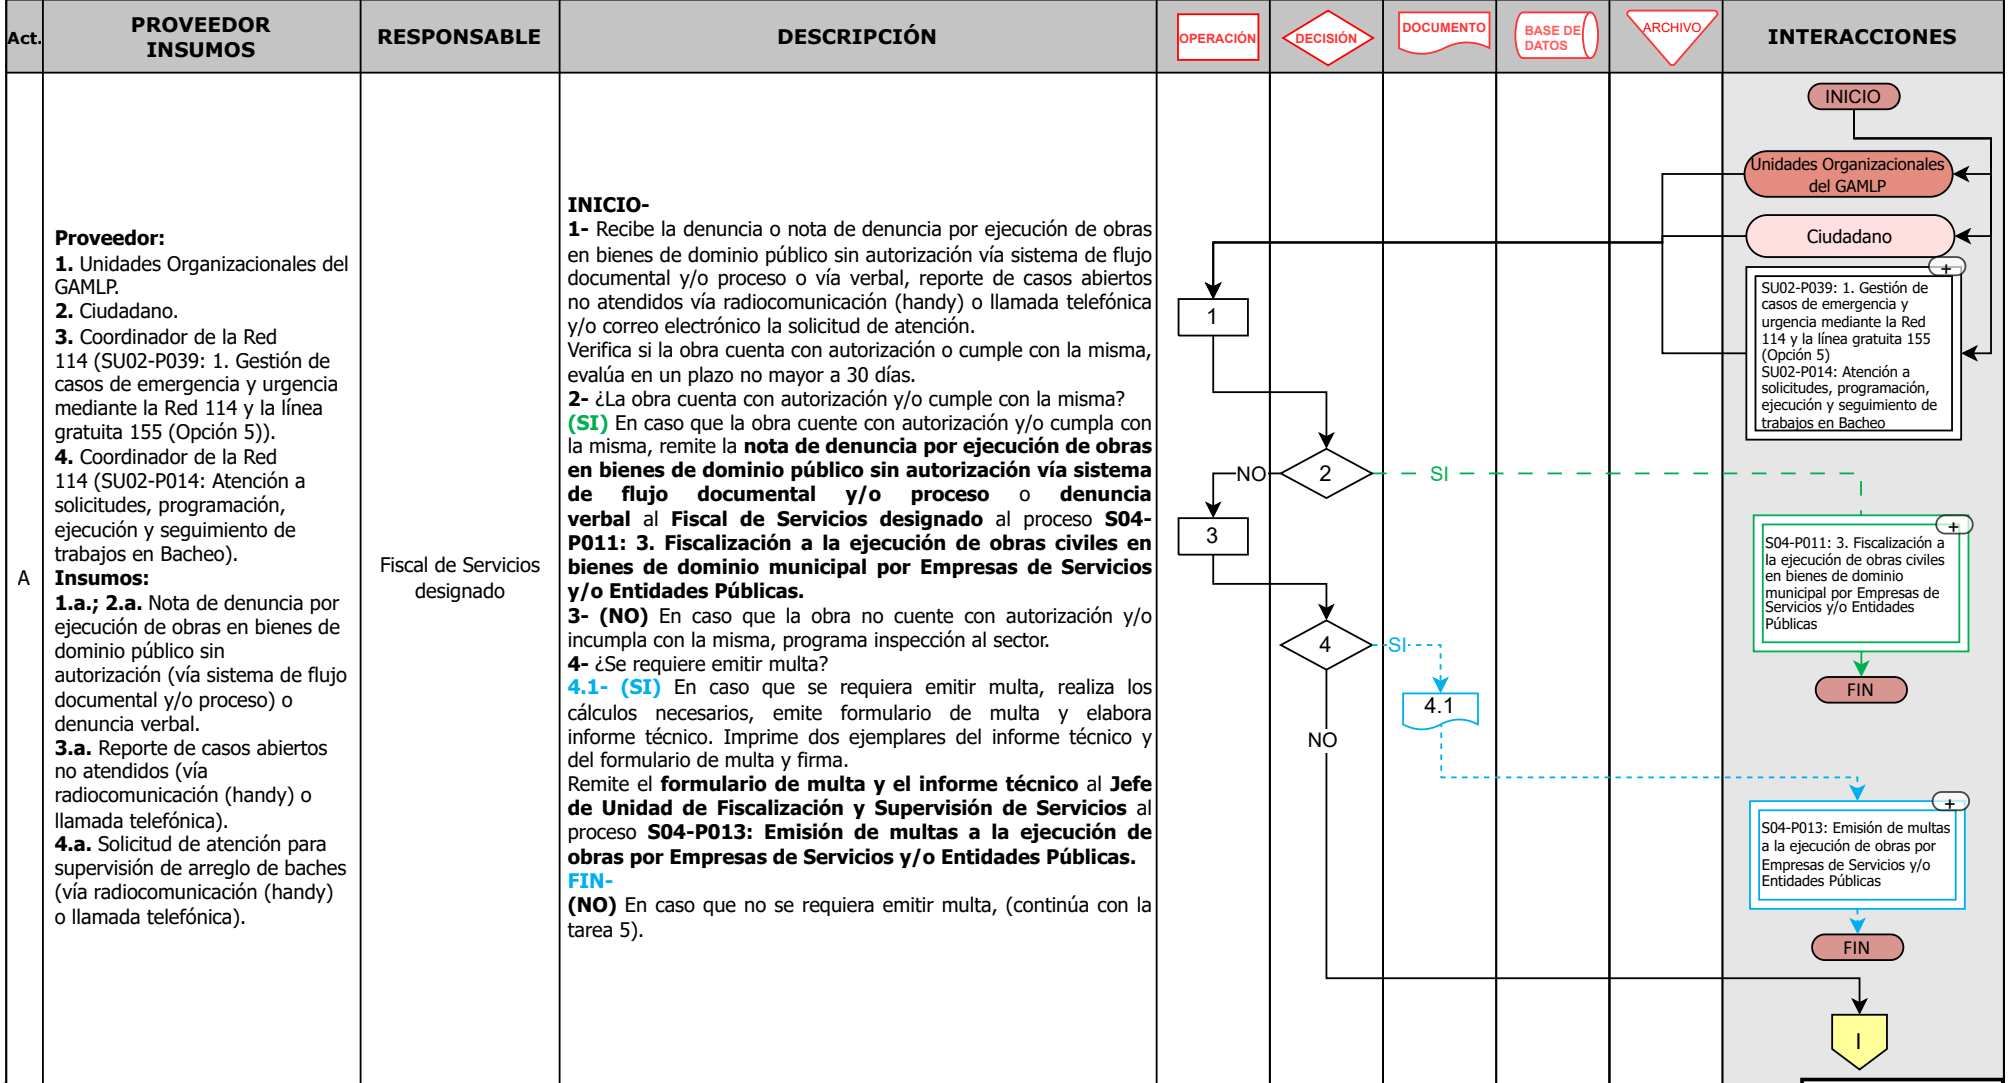 Act.
PROVEEDOR
INSUMOS
RESPONSABLE
DESCRIPCIÓN
OPERACIÓN
DECISIÓN
DOCUMENTO
BASE DE
DATOS
ARCHIVO
INTERACCIONES
A
Proveedor:
1. Unidades Organizacionales del
GAMLP.
2. Ciudadano.
3. Coordinador de la Red
114 (SU02-P039: 1. Gestión de
casos de emergencia y urgencia
mediante la Red 114 y la línea
gratuita 155 (Opción 5)).
4. Coordinador de la Red
114 (SU02-P014: Atención a
solicitudes, programación,
ejecución y seguimiento de
trabajos en Bacheo).
Insumos:
1.a.; 2.a. Nota de denuncia por
ejecución de obras en bienes de
dominio público sin
autorización (vía sistema de flujo
documental y/o proceso) o
denuncia verbal.
3.a. Reporte de casos abiertos
no atendidos (vía
radiocomunicación (handy) o
llamada telefónica).
4.a. Solicitud de atención para
supervisión de arreglo de baches
(vía radiocomunicación (handy)
o llamada telefónica).
Fiscal de Servicios
designado
INICIO-
1- Recibe la denuncia o nota de denuncia por ejecución de obras
en bienes de dominio público sin autorización vía sistema de flujo
documental y/o proceso o vía verbal, reporte de casos abiertos
no atendidos vía radiocomunicación (handy) o llamada telefónica
y/o correo electrónico la solicitud de atención.
Verifica si la obra cuenta con autorización o cumple con la misma,
evalúa en un plazo no mayor a 30 días.
2- ¿La obra cuenta con autorización y/o cumple con la misma?
(SI) En caso que la obra cuente con autorización y/o cumpla con
la misma, remite la nota de denuncia por ejecución de obras
en bienes de dominio público sin autorización vía sistema
de flujo documental y/o proceso o denuncia
verbal al Fiscal de Servicios designado al proceso S04-
P011: 3. Fiscalización a la ejecución de obras civiles en
bienes de dominio municipal por Empresas de Servicios
y/o Entidades Públicas.
3- (NO) En caso que la obra no cuente con autorización y/o
incumpla con la misma, programa inspección al sector.
4- ¿Se requiere emitir multa?
4.1- (SI) En caso que se requiera emitir multa, realiza los
cálculos necesarios, emite formulario de multa y elabora
informe técnico. Imprime dos ejemplares del informe técnico y
del formulario de multa y firma.
Remite el formulario de multa y el informe técnico al Jefe
de Unidad de Fiscalización y Supervisión de Servicios al
proceso S04-P013: Emisión de multas a la ejecución de
obras por Empresas de Servicios y/o Entidades Públicas.
FIN-
(NO) En caso que no se requiera emitir multa, (continúa con la
tarea 5).
1
2
NO
SI
3
4
SI
4.1
NO
INICIO
Unidades Organizacionales
del GAMLP
Ciudadano
+
SU02-P039: 1. Gestión de
casos de emergencia y
urgencia mediante la Red
114 y la línea gratuita 155
(Opción 5)
SU02-P014: Atención a
solicitudes, programación,
ejecución y seguimiento de
trabajos en Bacheo
+
S04-P011: 3. Fiscalización a
la ejecución de obras civiles
en bienes de dominio
municipal por Empresas de
Servicios y/o Entidades
Públicas
FIN
+
S04-P013: Emisión de multas
a la ejecución de obras por
Empresas de Servicios y/o
Entidades Públicas
FIN
I